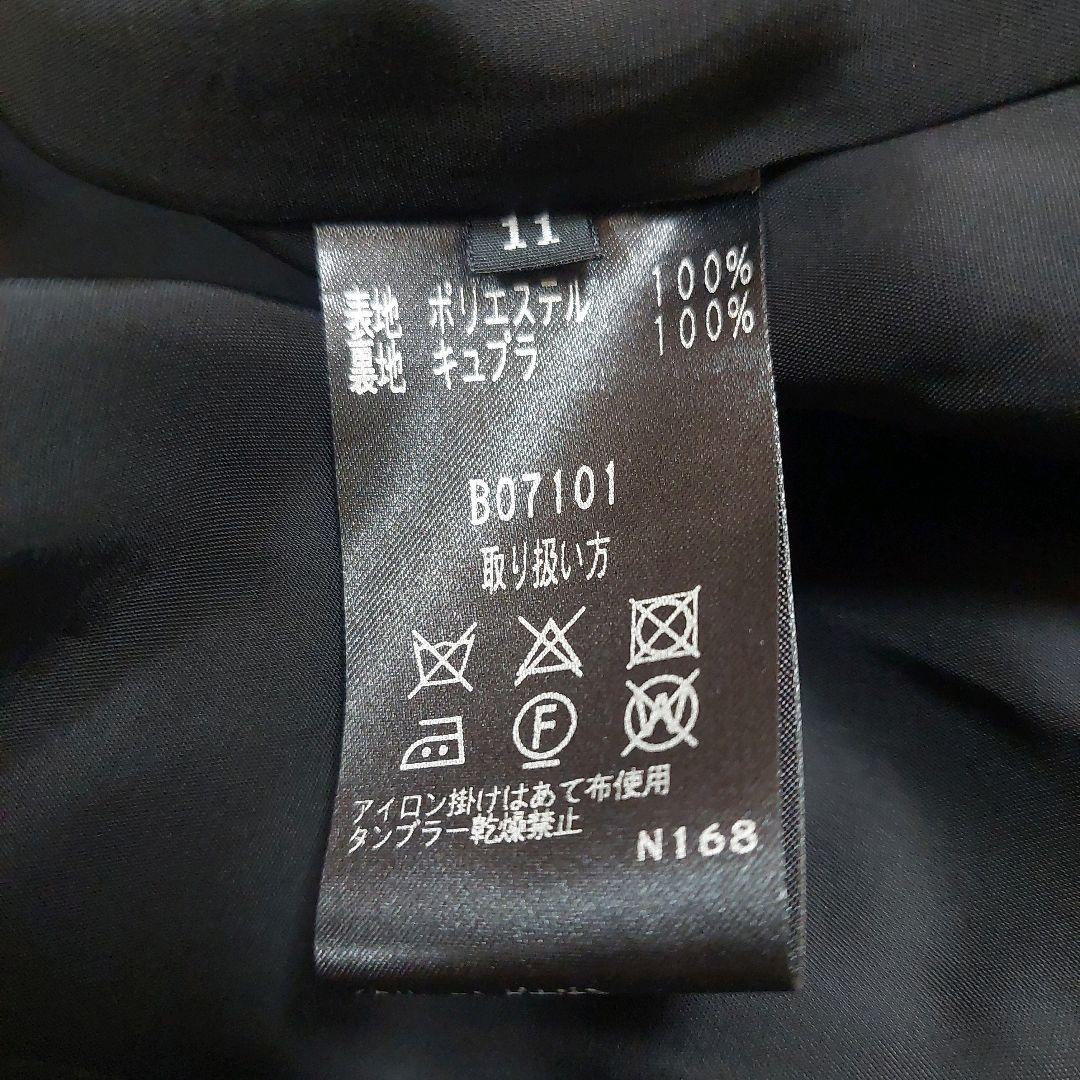 11
表地 ポリエステル 100%
裏地 キュプラ 100%
B07101
取り扱い方
F
W
アイロン掛けはあて布使用
タンブラー乾燥禁止
N168